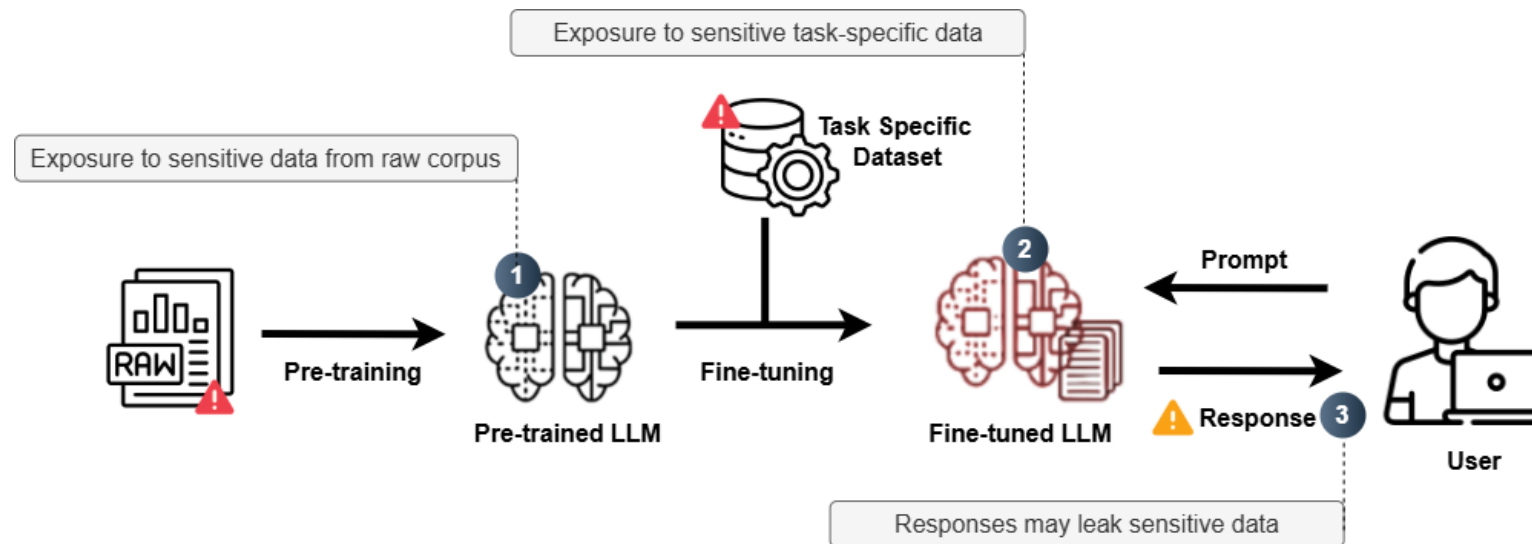 Exposure to sensitive task-specific data
Exposure to sensitive data from raw corpus
Task Specific
Dataset
1
2
RAW
Pre-training
Fine-tuning
Prompt
Pre-trained LLM
Fine-tuned LLM
Response
3
User
Responses may leak sensitive data